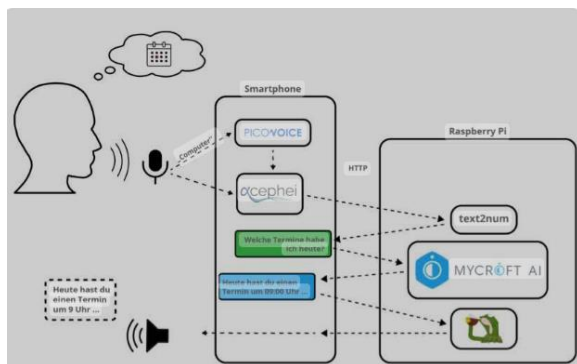 Smartphone
Raspberry Pi
"Computer"
PICOVOICE
HTTP
αcephei
text2num
Welche Termine habe
ich heute?
MYCROFT AI
Heute hast du einen
Termin um 09:00 Uhr ...
Heute hast du
einen Termin
um 9 Uhr ...